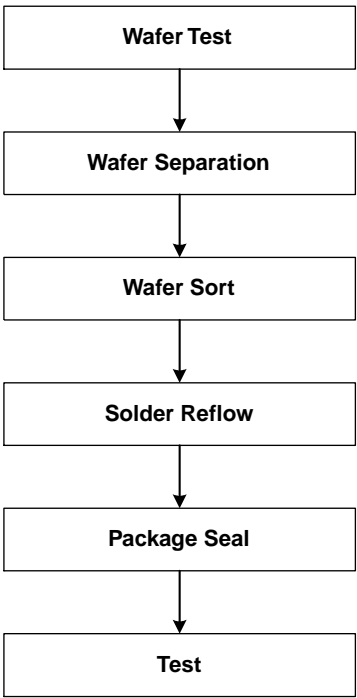 Wafer Test
Wafer Separation
Wafer Sort
Solder Reflow
Package Seal
Test